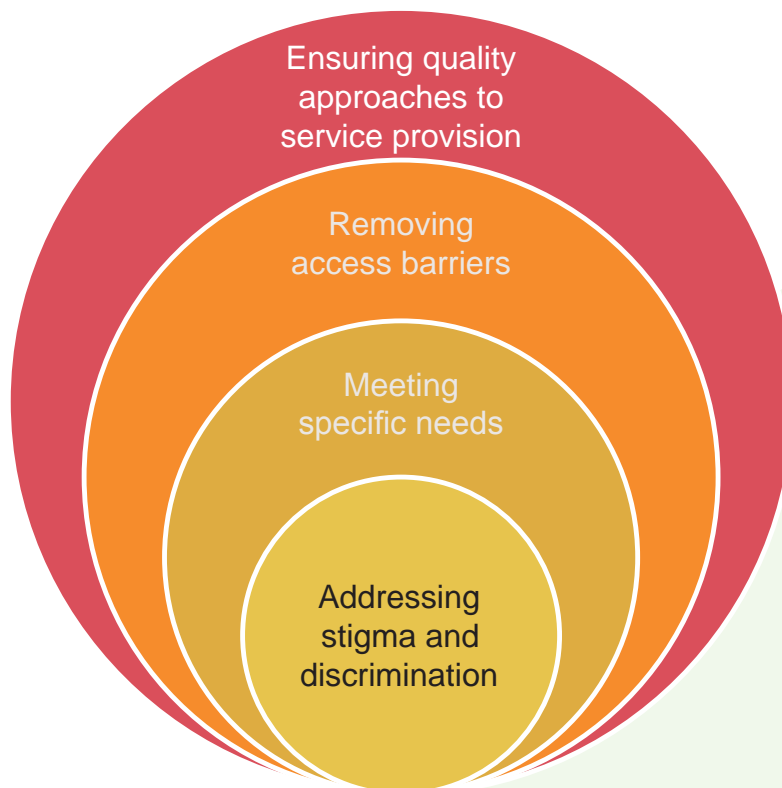 Ensuring quality
approaches to
service provision
Removing
access barriers
Meeting
specific needs
Addressing
stigma and
discrimination